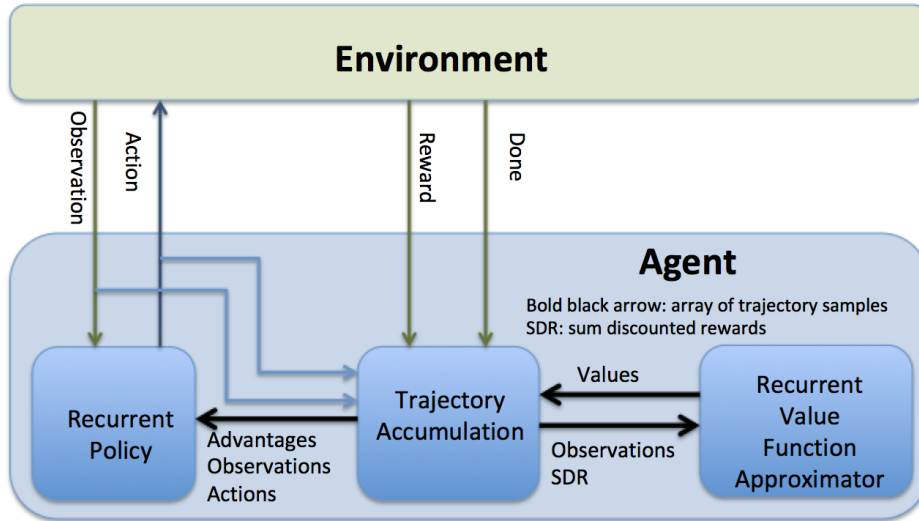 Environment
Observation
Action
Reward
Done
Agent
Bold black arrow: array of trajectory samples
SDR: sum discounted rewards
Recurrent
Policy
Advantages
Observations
Actions
Trajectory
Accumulation
Values
Observations
SDR
Recurrent
Value
Function
Approximator